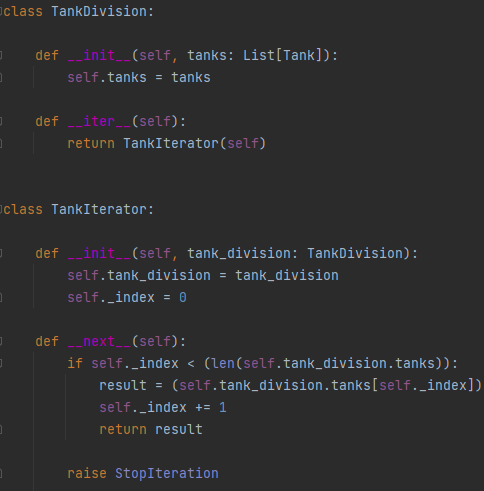 class TankDivision:
    def __init__(self, tanks: List[Tank]):
        self.tanks = tanks
    def __iter__(self):
        return TankIterator(self)
class TankIterator:
    def __init__(self, tank_division: TankDivision):
        self.tank_division = tank_division
        self._index = 0
    def __next__(self):
        if self._index < (len(self.tank_division.tanks)):
            result = (self.tank_division.tanks[self._index])
            self._index += 1
            return result
        raise StopIteration